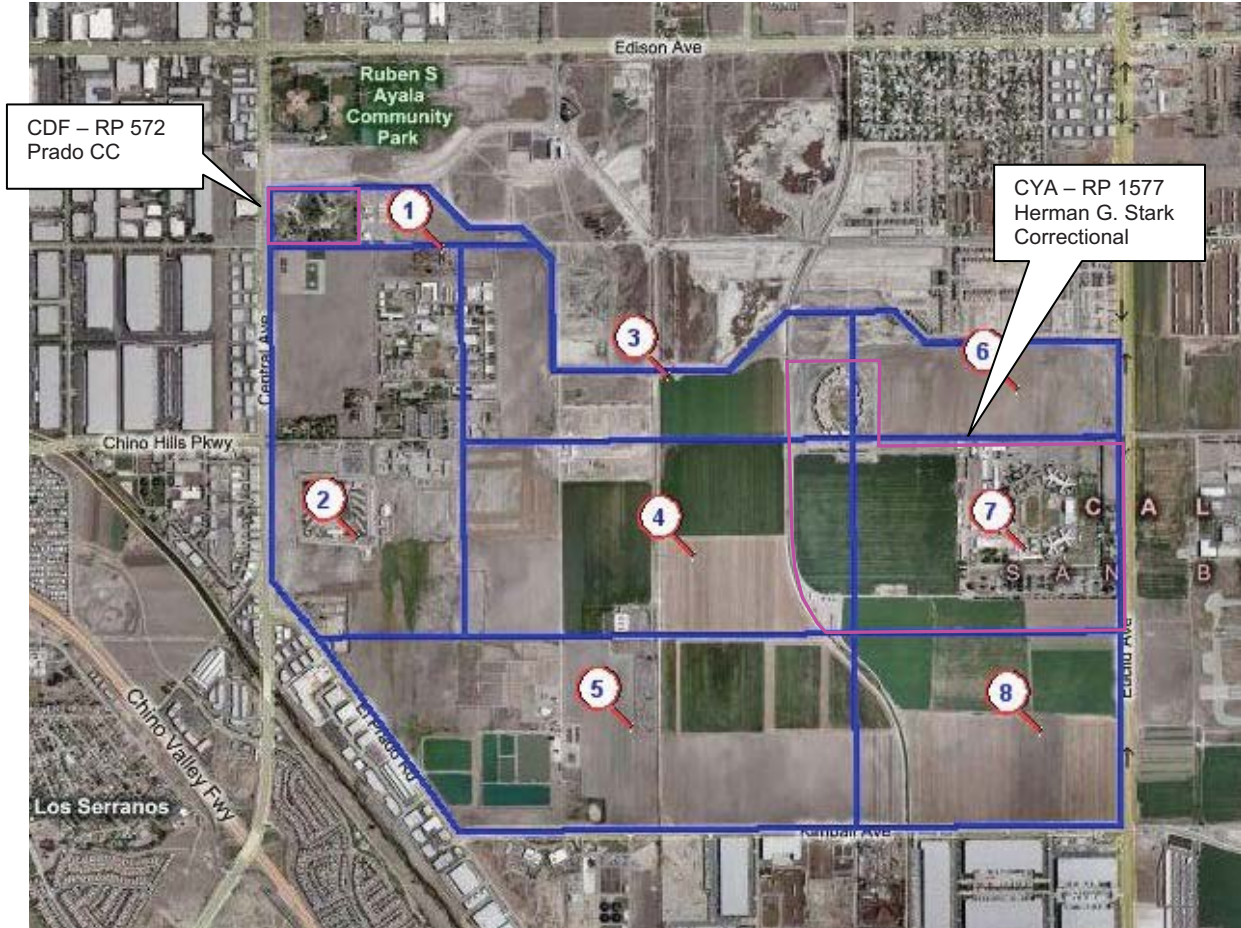 Edison Ave
Ruben S
Ayala
Community
Park
CDF – RP 572
Prado CC
CYA – RP 1577
Herman G. Stark
Correctional
1
3
6
Central Ave
Chino Hills Pkwy
2
4
7
C A L
S A N B
Euclid Ave
5
8
El Prado Rd
Chino Valley Fwy
Los Serranos
Kimball Ave